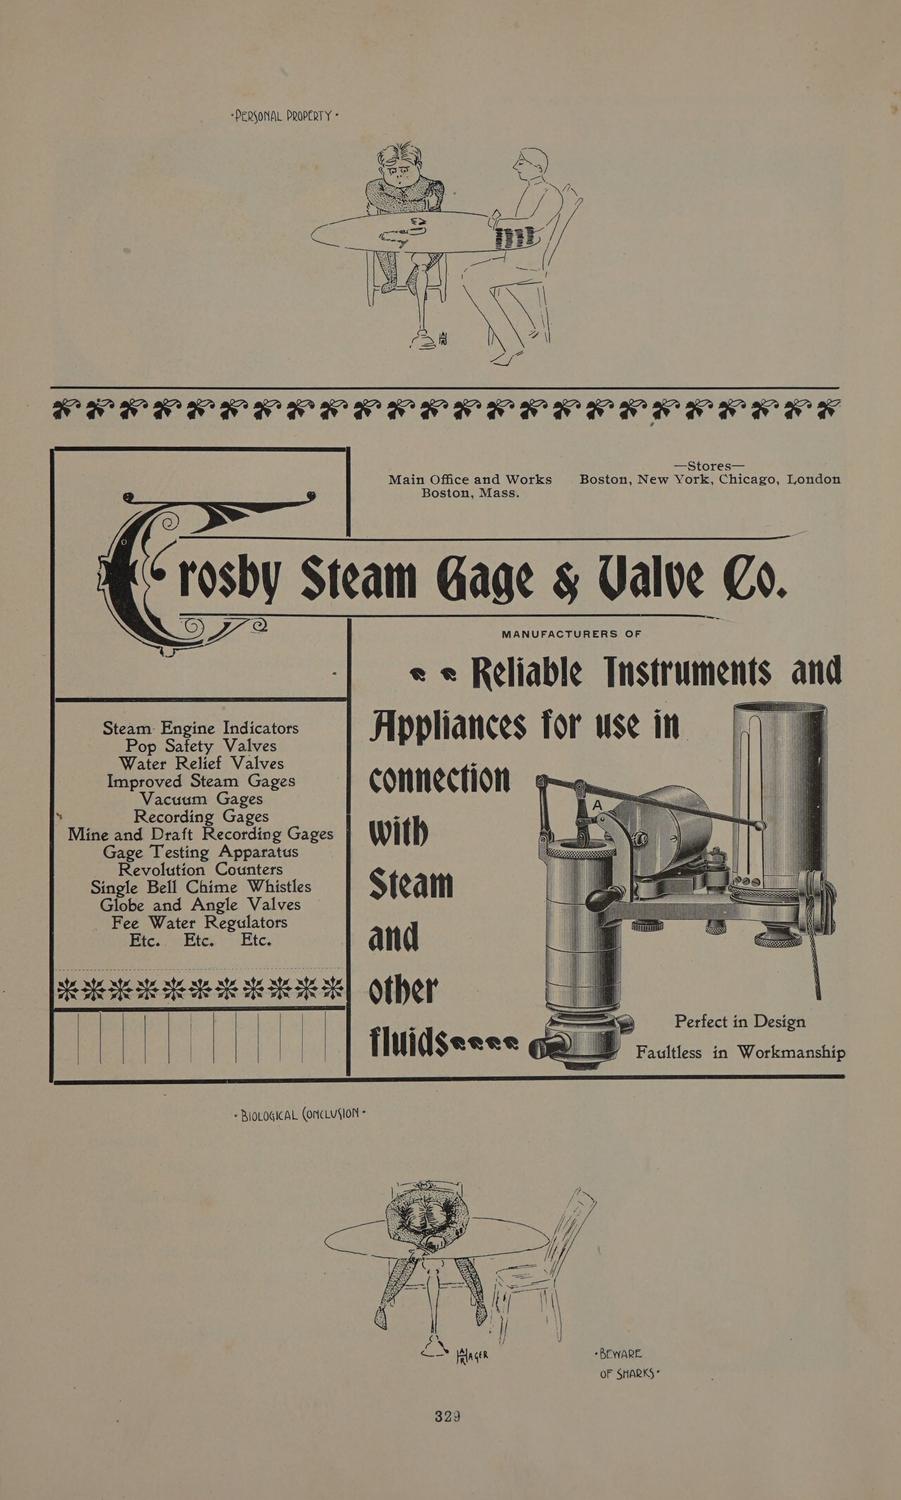 ·PERSONAL PROPERTY·
Main Office and Works
Boston, Mass.
—Stores—
Boston, New York, Chicago, London
Crosby Steam Gage & Valve Co.
MANUFACTURERS OF
Reliable Instruments and
Appliances for use in
connection
with
Steam
and
other
fluids
A
Perfect in Design
Faultless in Workmanship
Steam Engine Indicators
Pop Safety Valves
Water Relief Valves
Improved Steam Gages
Vacuum Gages
Recording Gages
Mine and Draft Recording Gages
Gage Testing Apparatus
Revolution Counters
Single Bell Chime Whistles
Globe and Angle Valves
Fee Water Regulators
Etc. Etc. Etc.
·BIOLOGICAL CONCLUSION·
HAGER
·BEWARE
OF SHARKS·
329